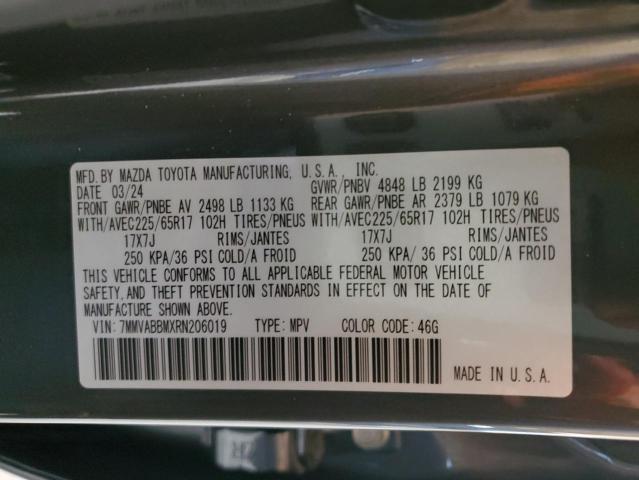 MFD.BY MAZDA TOYOTA MANUFACTURING, U.S.A., INC.
DATE 03/24 GVWR/PNBV 4848 LB 2199 KG
FRONT GAWR/PNBE AV 2498 LB 1133 KG REAR GAWR/PNBE AR 2379 LB 1079 KG
WITH/AVEC225/65R17 102H TIRES/PNEUS WITH/AVEC225/65R17 102H TIRES/PNEUS
17X7J RIMS/JANTES 17X7J RIMS/JANTES
250 KPA/36 PSI COLD/A FROID 250 KPA/ 36 PSI COLD/A FROID
THIS VEHICLE CONFORMS TO ALL APPLICABLE FEDERAL MOTOR VEHICLE
SAFETY, AND THEFT PREVENTION STANDARDS IN EFFECT ON THE DATE OF
MANUFACTURE SHOWN ABOVE.
VIN:7MMVABBMXRN206019 TYPE: MPV COLOR CODE:46G
MADE IN U.S.A.